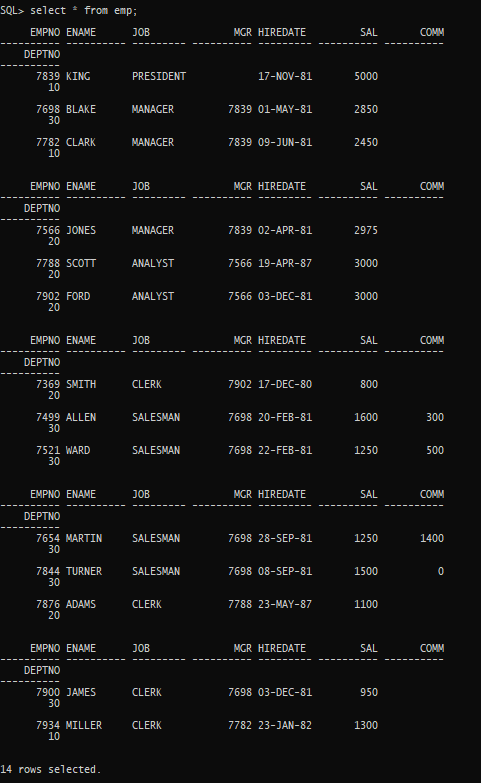 SQL> select * from emp;
     EMPNO ENAME      JOB              MGR HIREDATE         SAL       COMM
---------- ---------- --------- ---------- --------- ---------- ----------
    DEPTNO
----------
      7839 KING       PRESIDENT            17-NOV-81       5000
        10
      7698 BLAKE      MANAGER         7839 01-MAY-81       2850
        30
      7782 CLARK      MANAGER         7839 09-JUN-81       2450
        10
     EMPNO ENAME      JOB              MGR HIREDATE         SAL       COMM
---------- ---------- --------- ---------- --------- ---------- ----------
    DEPTNO
----------
      7566 JONES      MANAGER         7839 02-APR-81       2975
        20
      7788 SCOTT      ANALYST         7566 19-APR-87       3000
        20
      7902 FORD       ANALYST         7566 03-DEC-81       3000
        20
     EMPNO ENAME      JOB              MGR HIREDATE         SAL       COMM
---------- ---------- --------- ---------- --------- ---------- ----------
    DEPTNO
----------
      7369 SMITH      CLERK           7902 17-DEC-80        800
        20
      7499 ALLEN      SALESMAN        7698 20-FEB-81       1600        300
        30
      7521 WARD       SALESMAN        7698 22-FEB-81       1250        500
        30
     EMPNO ENAME      JOB              MGR HIREDATE         SAL       COMM
---------- ---------- --------- ---------- --------- ---------- ----------
    DEPTNO
----------
      7654 MARTIN     SALESMAN        7698 28-SEP-81       1250       1400
        30
      7844 TURNER     SALESMAN        7698 08-SEP-81       1500          0
        30
      7876 ADAMS      CLERK           7788 23-MAY-87       1100
        20
     EMPNO ENAME      JOB              MGR HIREDATE         SAL       COMM
---------- ---------- --------- ---------- --------- ---------- ----------
    DEPTNO
----------
      7900 JAMES      CLERK           7698 03-DEC-81        950
        30
      7934 MILLER     CLERK           7782 23-JAN-82       1300
        10
14 rows selected.